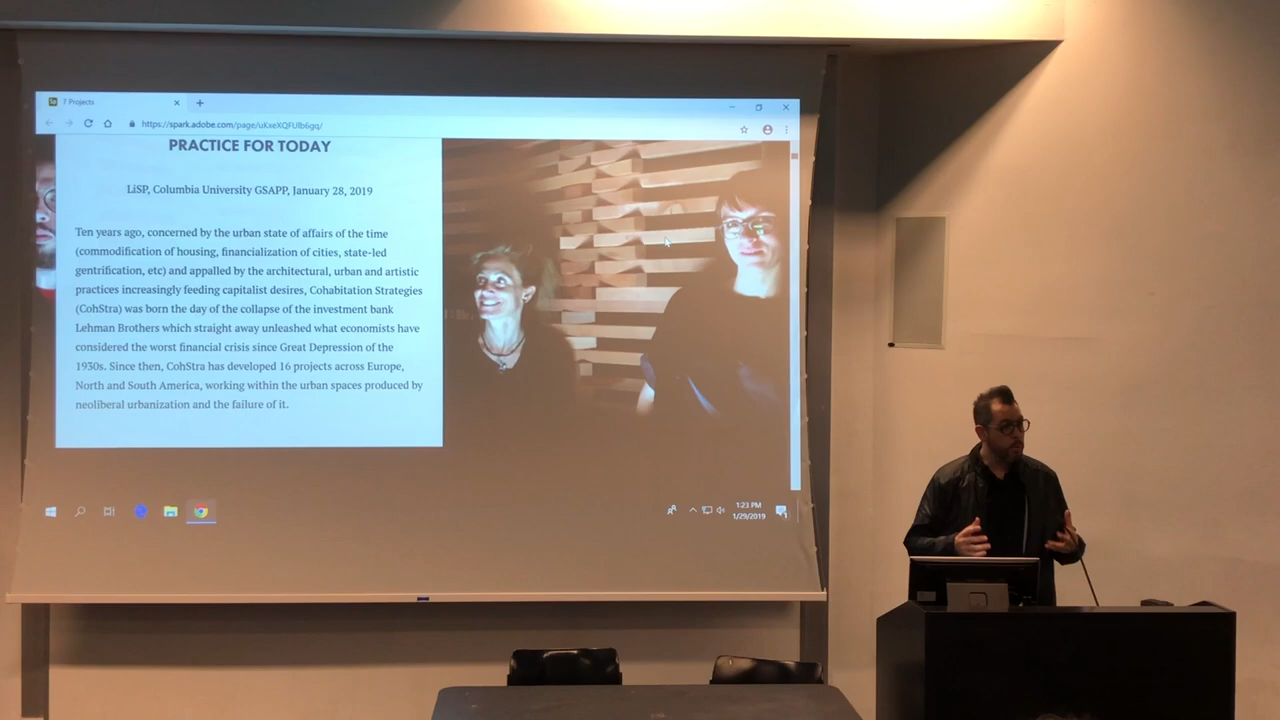 7 Projects
https://spark.adobe.com/page/uKxeXQFUlb6gq/
PRACTICE FOR TODAY
LiSP, Columbia University GSAPP, January 28, 2019
Ten years ago, concerned by the urban state of affairs of the time
(commodification of housing, financialization of cities, state-led
gentrification, etc) and appalled by the architectural, urban and artistic
practices increasingly feeding capitalist desires, Cohabitation Strategies
(CohStra) was born the day of the collapse of the investment bank
Lehman Brothers which straight away unleashed what economists have
considered the worst financial crisis since Great Depression of the
1930s. Since then, CohStra has developed 16 projects across Europe,
North and South America, working within the urban spaces produced by
neoliberal urbanization and the failure of it.
1:23 PM
1/29/2019